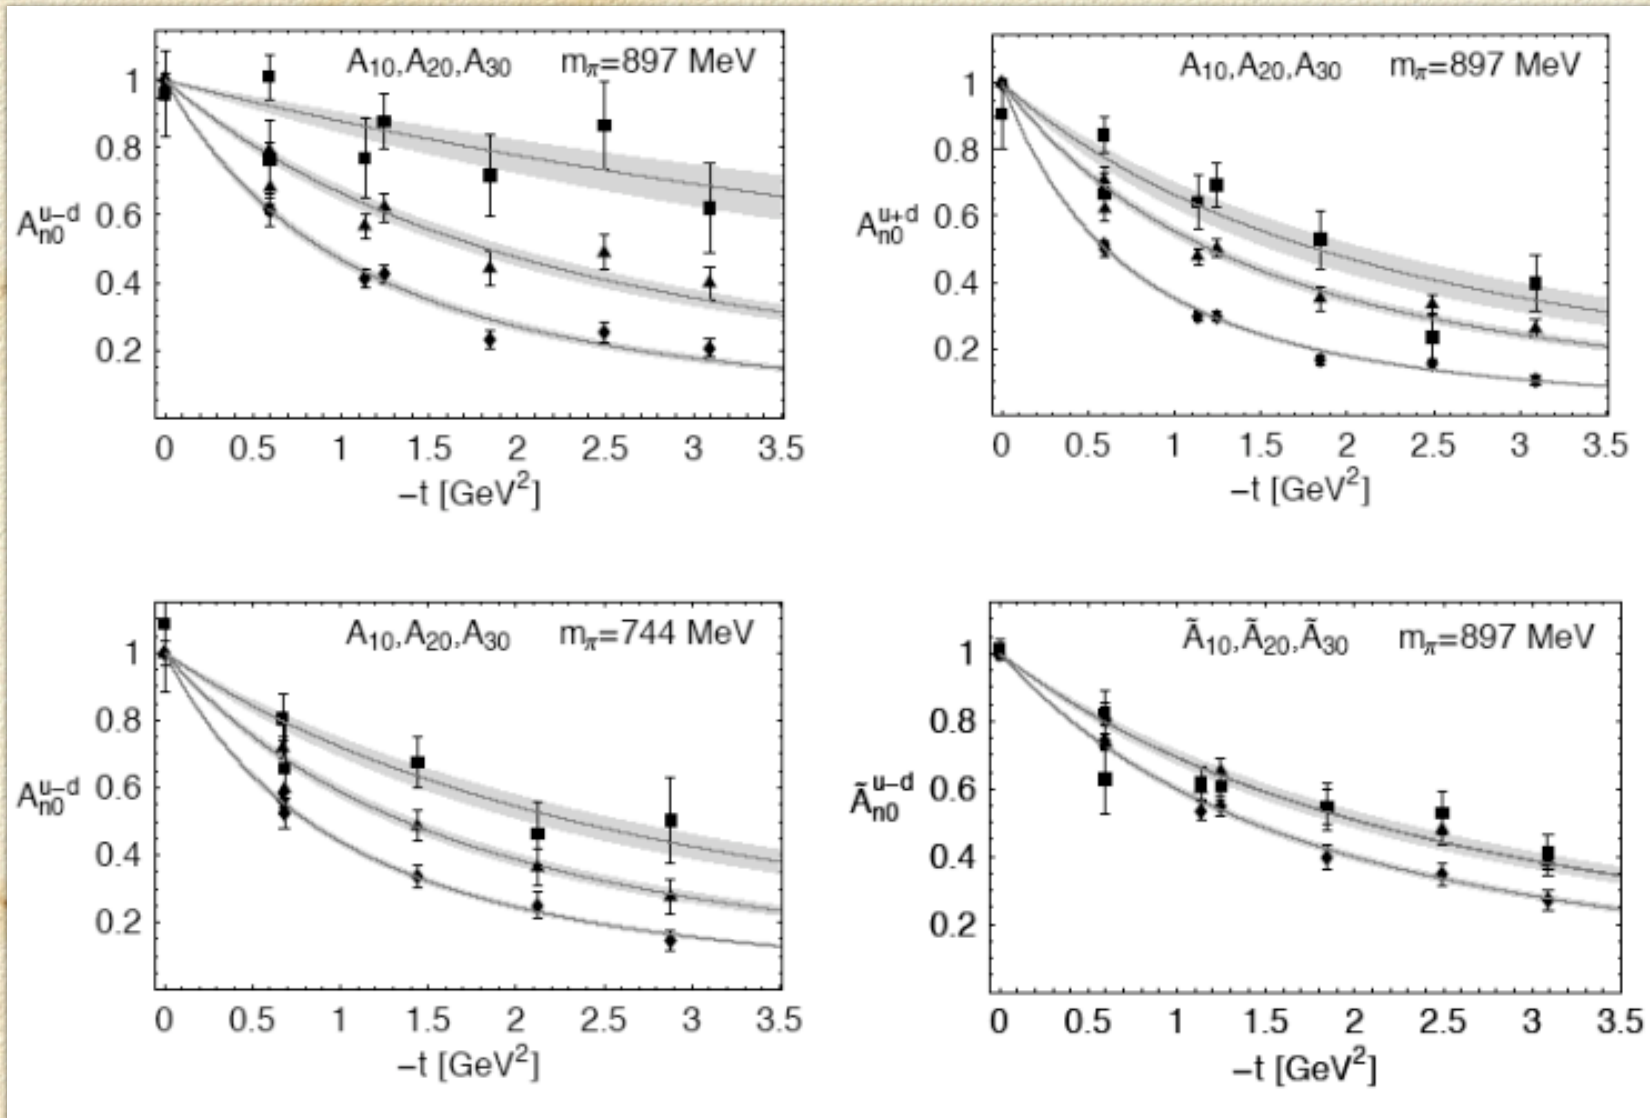 A₁₀,A₂₀,A₃₀ mπ=897 MeV
1
0.8
0.6
0.4
0.2
Aₙ₀ᵘ⁻ᵈ
0 0.5 1 1.5 2 2.5 3 3.5
−t [GeV²]
A₁₀,A₂₀,A₃₀ mπ=897 MeV
1
0.8
0.6
0.4
0.2
Aₙ₀ᵘ⁺ᵈ
0 0.5 1 1.5 2 2.5 3 3.5
−t [GeV²]
A₁₀,A₂₀,A₃₀ mπ=744 MeV
1
0.8
0.6
0.4
0.2
Aₙ₀ᵘ⁻ᵈ
0 0.5 1 1.5 2 2.5 3 3.5
−t [GeV²]
Ã₁₀,Ã₂₀,Ã₃₀ mπ=897 MeV
1
0.8
0.6
0.4
0.2
Ãₙ₀ᵘ⁻ᵈ
0 0.5 1 1.5 2 2.5 3 3.5
−t [GeV²]